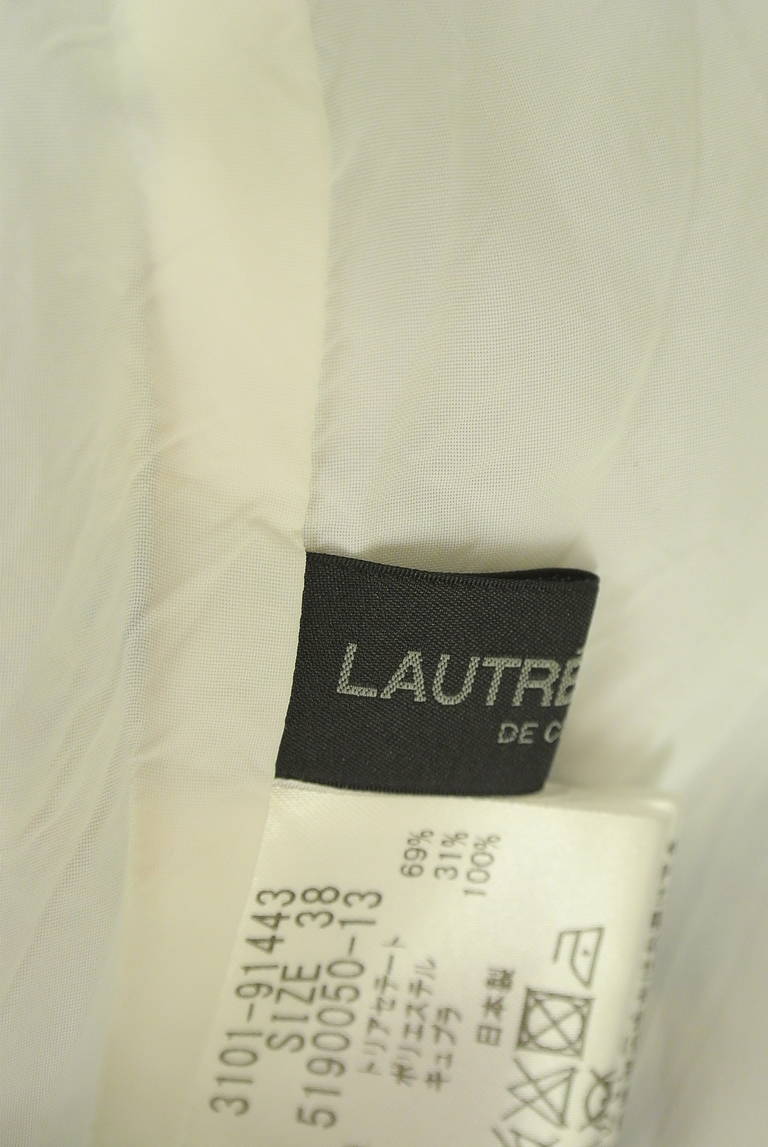 LAUTRÉ
DE C
3101-91443
SIZE 38
5190050-13
トリアセテート 69%
ポリエステル 31%
キュプラ 100%
日本製